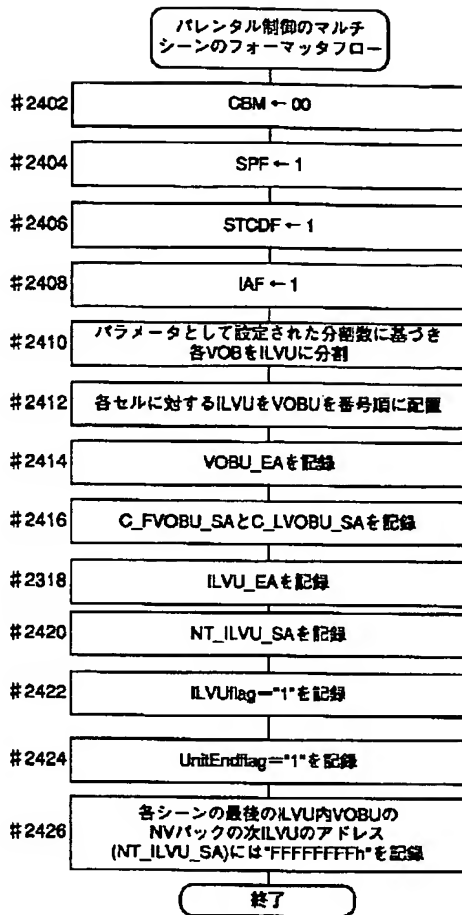 パレンタル制御のマルチ
シーンのフォーマッタフロー
#2402 CBM ← 00
#2404 SPF ← 1
#2406 STCDF ← 1
#2408 IAF ← 1
#2410 パラメータとして設定された分割数に基づき
各VOBをILVUに分割
#2412 各セルに対するILVUをVOBUを番号順に配置
#2414 VOBU_EAを記録
#2416 C_FVOBU_SAとC_LVOBU_SAを記録
#2318 ILVU_EAを記録
#2420 NT_ILVU_SAを記録
#2422 ILVUflag="1"を記録
#2424 UnitEndflag="1"を記録
#2426 各シーンの最後のILVU内VOBUの
NVパックの次ILVUのアドレス
(NT_ILVU_SA)には"FFFFFFFFh"を記録
終了